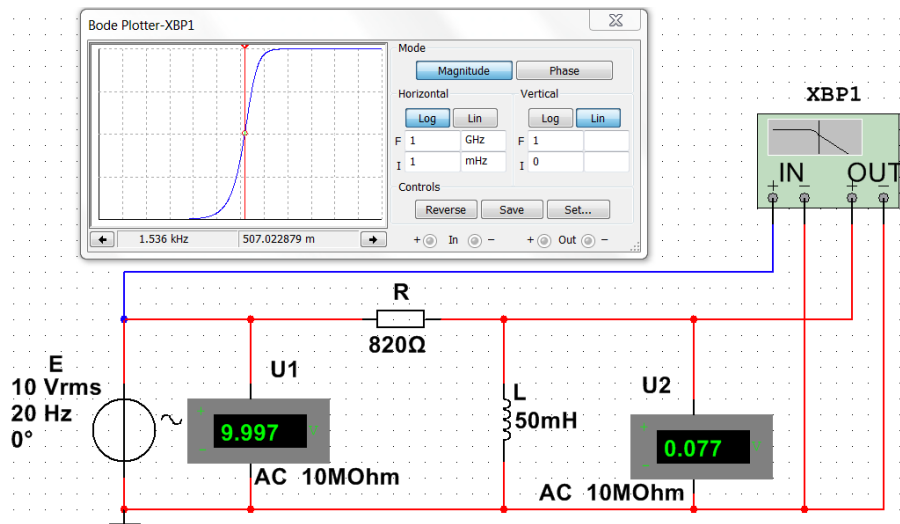 Bode Plotter-XBP1
Mode
Magnitude Phase
Horizontal Vertical
Log Lin Log Lin
F 1 GHz F 1
I 1 mHz I 0
Controls
Reverse Save Set...
1.536 kHz 507.022879 m
+ In − + Out −
XBP1
IN OUT
+ − + −
R
820Ω
E
10 Vrms
20 Hz
0°
U1
+
9.997 V
−
AC 10MOhm
L
50mH
U2
+
0.077 V
−
AC 10MOhm